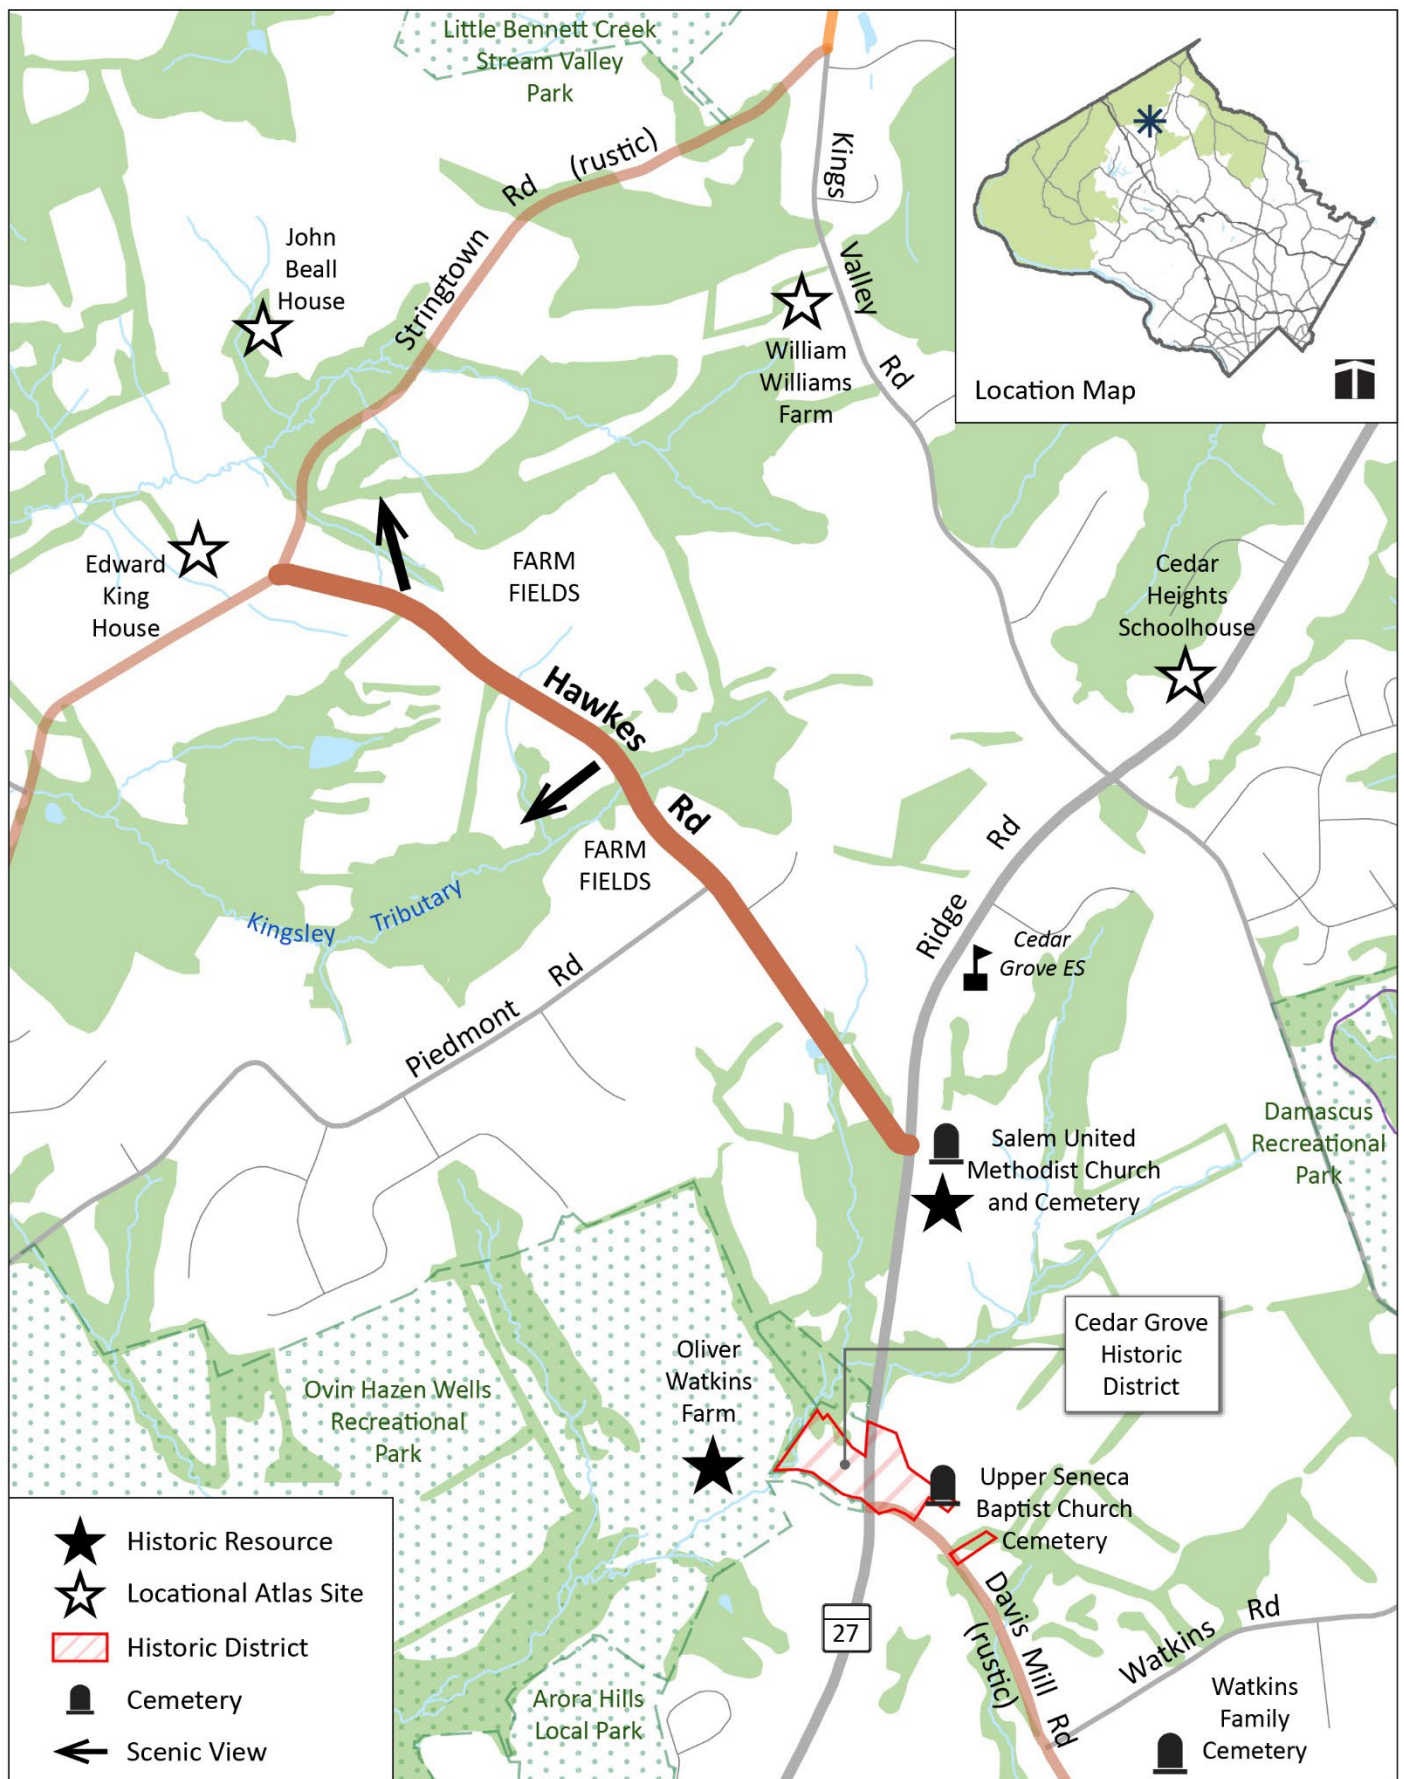 Little Bennett Creek
Stream Valley
Park
Location Map
Stringtown Rd (rustic)
Kings Valley Rd
John
Beall
House
William
Williams
Farm
Edward
King
House
FARM
FIELDS
Cedar
Heights
Schoolhouse
Hawkes Rd
FARM
FIELDS
Kingsley Tributary
Piedmont Rd
Ridge Rd
Cedar
Grove ES
Damascus
Recreational
Park
Salem United
Methodist Church
and Cemetery
Cedar Grove
Historic
District
Oliver
Watkins
Farm
Ovin Hazen Wells
Recreational
Park
Upper Seneca
Baptist Church
Cemetery
Davis Mill Rd
(rustic)
27
Watkins Rd
Arora Hills
Local Park
Watkins
Family
Cemetery
Historic Resource
Locational Atlas Site
Historic District
Cemetery
Scenic View